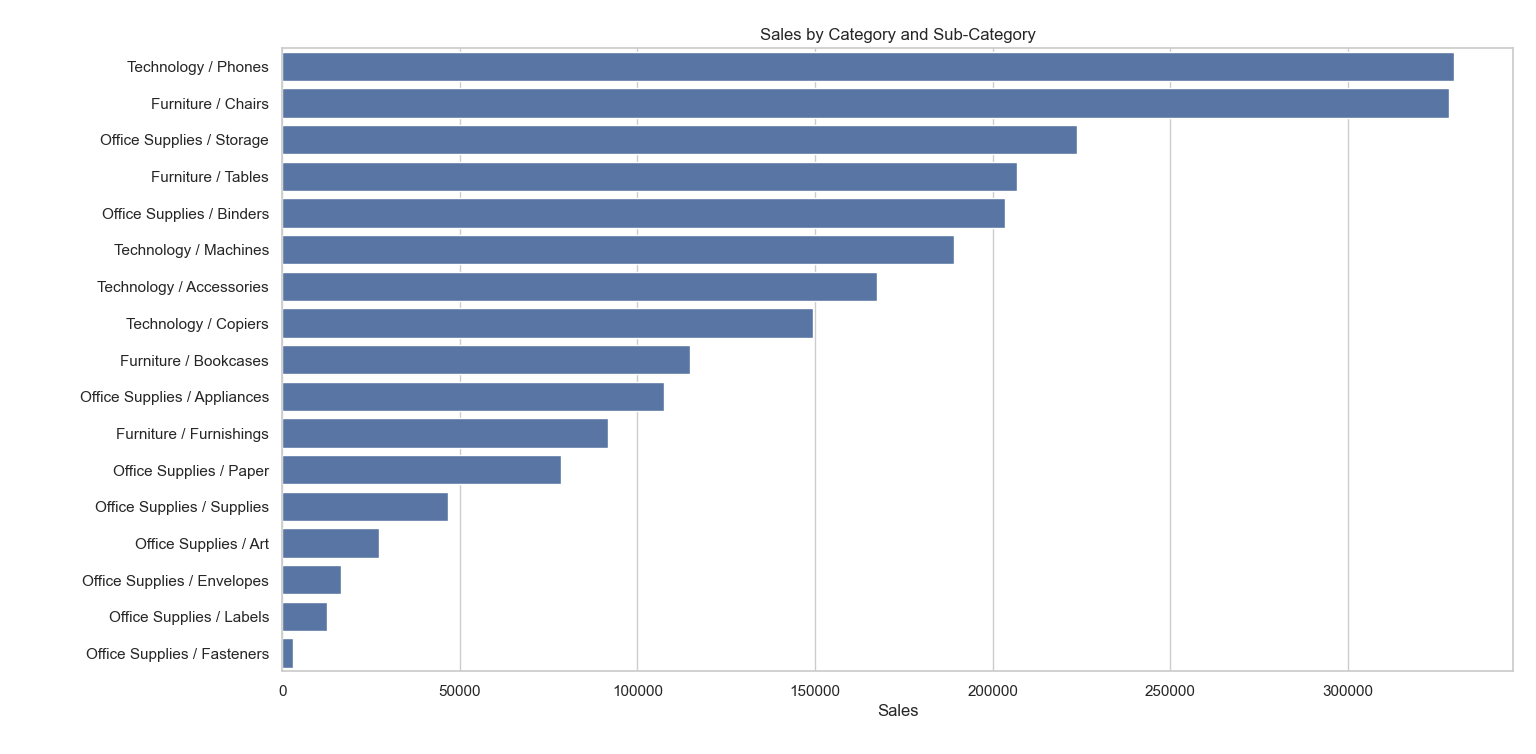 Sales by Category and Sub-Category
Technology / Phones
Furniture / Chairs
Office Supplies / Storage
Furniture / Tables
Office Supplies / Binders
Technology / Machines
Technology / Accessories
Technology / Copiers
Furniture / Bookcases
Office Supplies / Appliances
Furniture / Furnishings
Office Supplies / Paper
Office Supplies / Supplies
Office Supplies / Art
Office Supplies / Envelopes
Office Supplies / Labels
Office Supplies / Fasteners
0 50000 100000 150000 200000 250000 300000
Sales